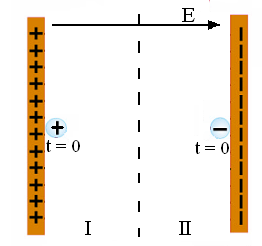 E
+
−
t = 0
t = 0
I
II